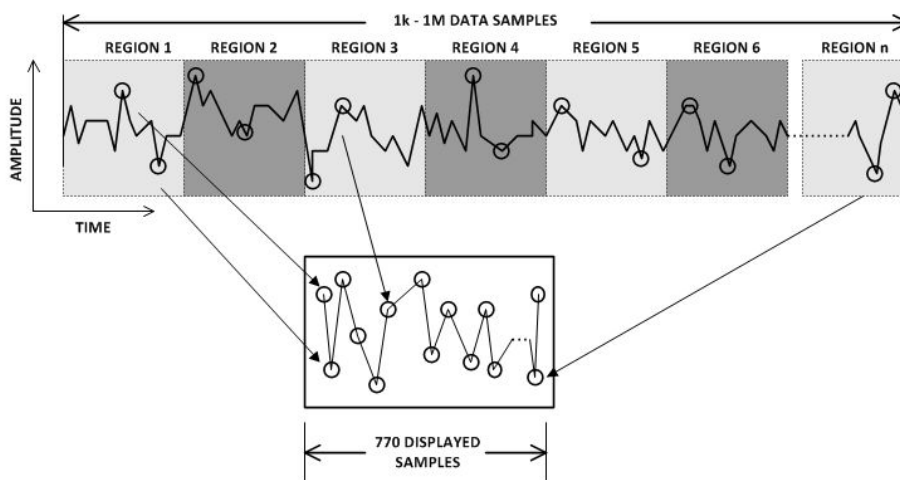 1k - 1M DATA SAMPLES
REGION 1
REGION 2
REGION 3
REGION 4
REGION 5
REGION 6
REGION n
AMPLITUDE
TIME
770 DISPLAYED
SAMPLES